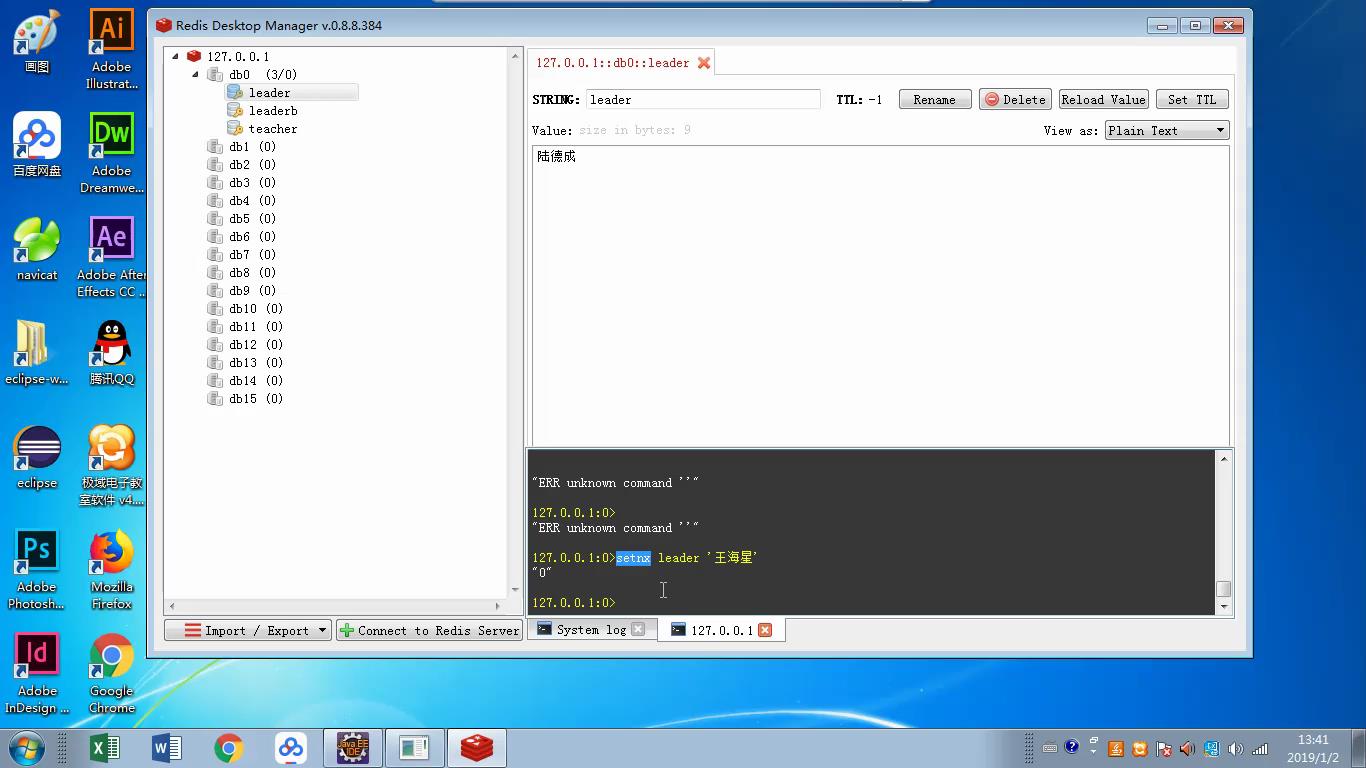 Redis Desktop Manager v.0.8.8.384
画图
Adobe
Illustrat...
百度网盘
Adobe
Dreamwe...
navicat
Adobe After
Effects CC ...
eclipse-w...
腾讯QQ
eclipse
极域电子教
室软件 v4....
Adobe
Photosh...
Mozilla
Firefox
Adobe
InDesign ...
Google
Chrome
127.0.0.1
db0 (3/0)
leader
leaderb
teacher
db1 (0)
db2 (0)
db3 (0)
db4 (0)
db5 (0)
db6 (0)
db7 (0)
db8 (0)
db9 (0)
db10 (0)
db11 (0)
db12 (0)
db13 (0)
db14 (0)
db15 (0)
Import / Export
Connect to Redis Server
127.0.0.1::db0::leader
STRING: leader TTL: -1 Rename Delete Reload Value Set TTL
Value: size in bytes: 9 View as: Plain Text
陆德成
"ERR unknown command ''"
127.0.0.1:0>
"ERR unknown command ''"
127.0.0.1:0>setnx leader '王海星'
"0"
127.0.0.1:0>
System log 127.0.0.1
13:41
2019/1/2